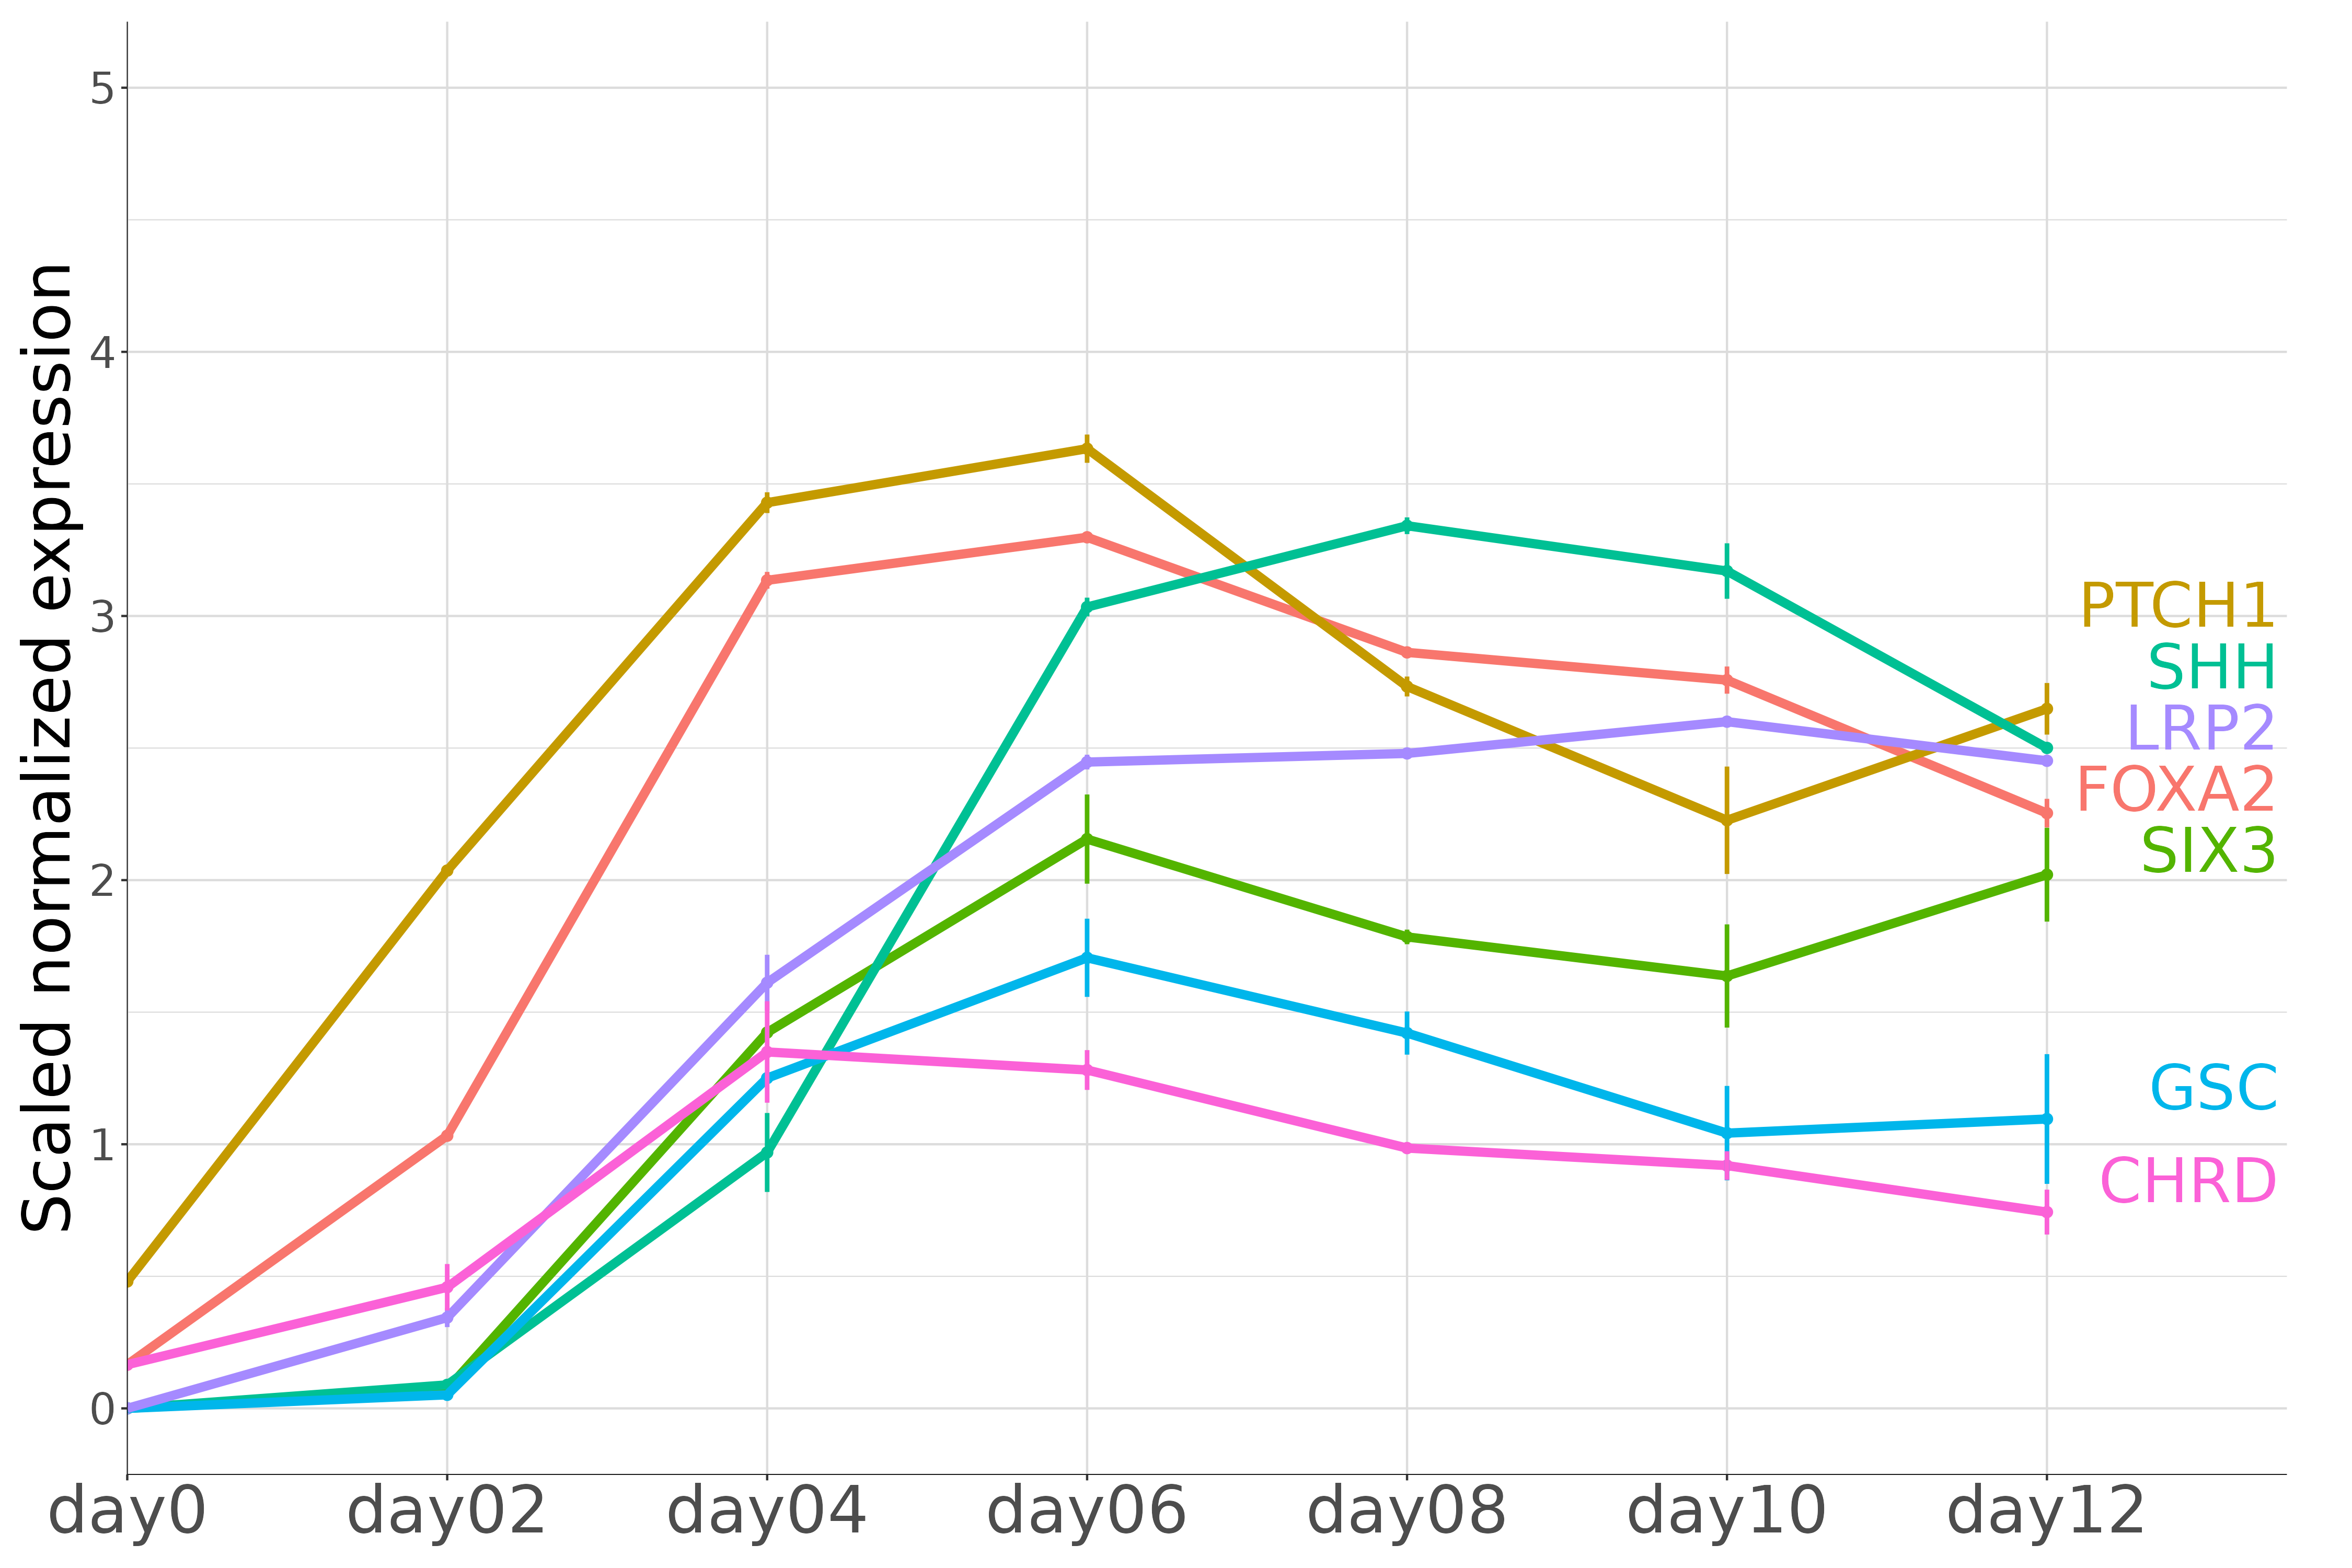 Scaled normalized expression
5
4
3
2
1
0
PTCH1
SHH
LRP2
FOXA2
SIX3
GSC
CHRD
day0 day02 day04 day06 day08 day10 day12